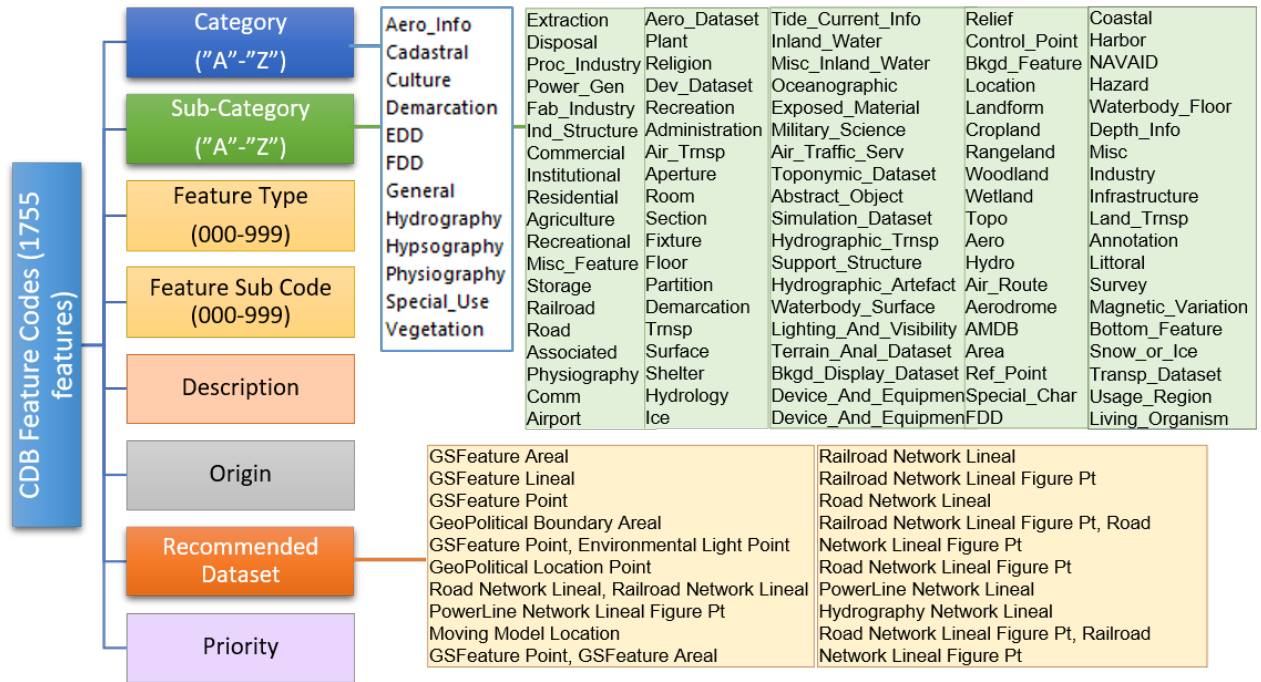 CDB Feature Codes (1755
features)
Category
("A"-"Z")
Sub-Category
("A"-"Z")
Feature Type
(000-999)
Feature Sub Code
(000-999)
Description
Origin
Recommended
Dataset
Priority
Aero_Info
Cadastral
Culture
Demarcation
EDD
FDD
General
Hydrography
Hypsography
Physiography
Special_Use
Vegetation
Extraction
Disposal
Proc_Industry
Power_Gen
Fab_Industry
Ind_Structure
Commercial
Institutional
Residential
Agriculture
Recreational
Misc_Feature
Storage
Railroad
Road
Associated
Physiography
Comm
Airport
Aero_Dataset
Plant
Religion
Dev_Dataset
Recreation
Administration
Air_Trnsp
Aperture
Room
Section
Fixture
Floor
Partition
Demarcation
Trnsp
Surface
Shelter
Hydrology
Ice
Tide_Current_Info
Inland_Water
Misc_Inland_Water
Oceanographic
Exposed_Material
Military_Science
Air_Traffic_Serv
Toponymic_Dataset
Abstract_Object
Simulation_Dataset
Hydrographic_Trnsp
Support_Structure
Hydrographic_Artefact
Waterbody_Surface
Lighting_And_Visibility
Terrain_Anal_Dataset
Bkgd_Display_Dataset
Device_And_Equipmen
Device_And_Equipmen
Relief
Control_Point
Bkgd_Feature
Location
Landform
Cropland
Rangeland
Woodland
Wetland
Topo
Aero
Hydro
Air_Route
Aerodrome
AMDB
Area
Ref_Point
Special_Char
FDD
Coastal
Harbor
NAVAID
Hazard
Waterbody_Floor
Depth_Info
Misc
Industry
Infrastructure
Land_Trnsp
Annotation
Littoral
Survey
Magnetic_Variation
Bottom_Feature
Snow_or_Ice
Transp_Dataset
Usage_Region
Living_Organism
GSFeature Areal
GSFeature Lineal
GSFeature Point
GeoPolitical Boundary Areal
GSFeature Point, Environmental Light Point
GeoPolitical Location Point
Road Network Lineal, Railroad Network Lineal
PowerLine Network Lineal Figure Pt
Moving Model Location
GSFeature Point, GSFeature Areal
Railroad Network Lineal
Railroad Network Lineal Figure Pt
Road Network Lineal
Railroad Network Lineal Figure Pt, Road
Network Lineal Figure Pt
Road Network Lineal Figure Pt
PowerLine Network Lineal
Hydrography Network Lineal
Road Network Lineal Figure Pt, Railroad
Network Lineal Figure Pt